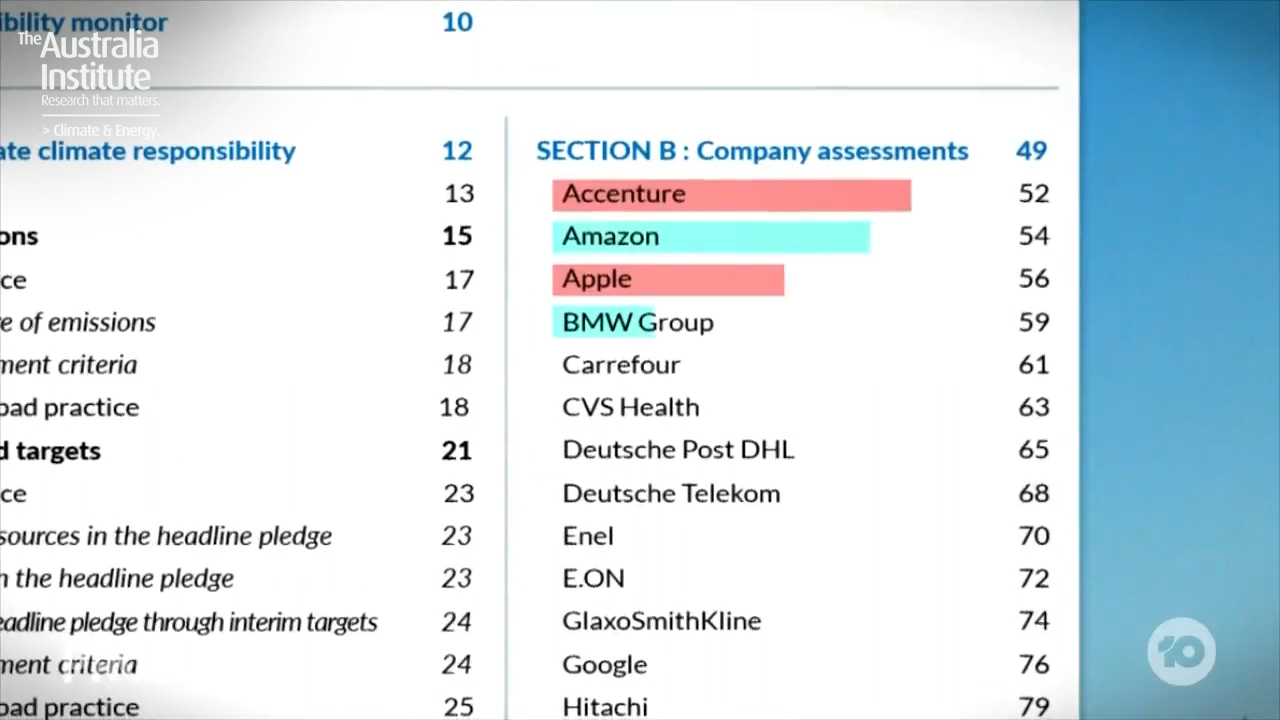 ibility monitor 10
The Australia
Institute
Research that matters.
> Climate & Energy.
ate climate responsibility 12
13
ons 15
ce 17
e of emissions 17
ment criteria 18
oad practice 18
d targets 21
ce 23
sources in the headline pledge 23
n the headline pledge 23
eadline pledge through interim targets 24
ment criteria 24
oad practice 25
SECTION B : Company assessments 49
Accenture 52
Amazon 54
Apple 56
BMW Group 59
Carrefour 61
CVS Health 63
Deutsche Post DHL 65
Deutsche Telekom 68
Enel 70
E.ON 72
GlaxoSmithKline 74
Google 76
Hitachi 79
10